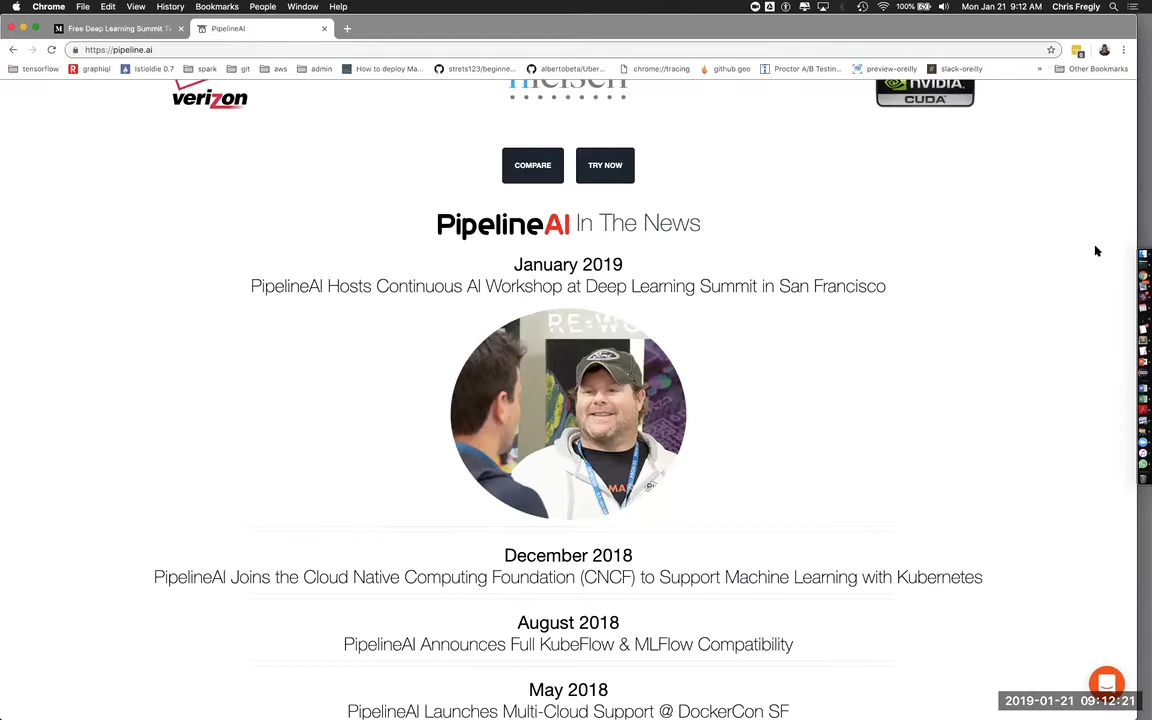 Chrome File Edit View History Bookmarks People Window Help 100% Mon Jan 21 9:12 AM Chris Fregly
M Free Deep Learning Summit T PipelineAI
https://pipeline.ai
tensorflow graphiql istioldie 0.7 spark git aws admin How to deploy Ma... strets123/beginne... albertobeta/Uber... chrome://tracing github geo Proctor A/B Testin... preview-oreilly slack-oreilly » Other Bookmarks
verizon nielsen NVIDIA.
CUDA
COMPARE TRY NOW
PipelineAI In The News
January 2019
PipelineAI Hosts Continuous AI Workshop at Deep Learning Summit in San Francisco
RE•WO
December 2018
PipelineAI Joins the Cloud Native Computing Foundation (CNCF) to Support Machine Learning with Kubernetes
August 2018
PipelineAI Announces Full KubeFlow & MLFlow Compatibility
May 2018
PipelineAI Launches Multi-Cloud Support @ DockerCon SF
2019-01-21 09:12:21